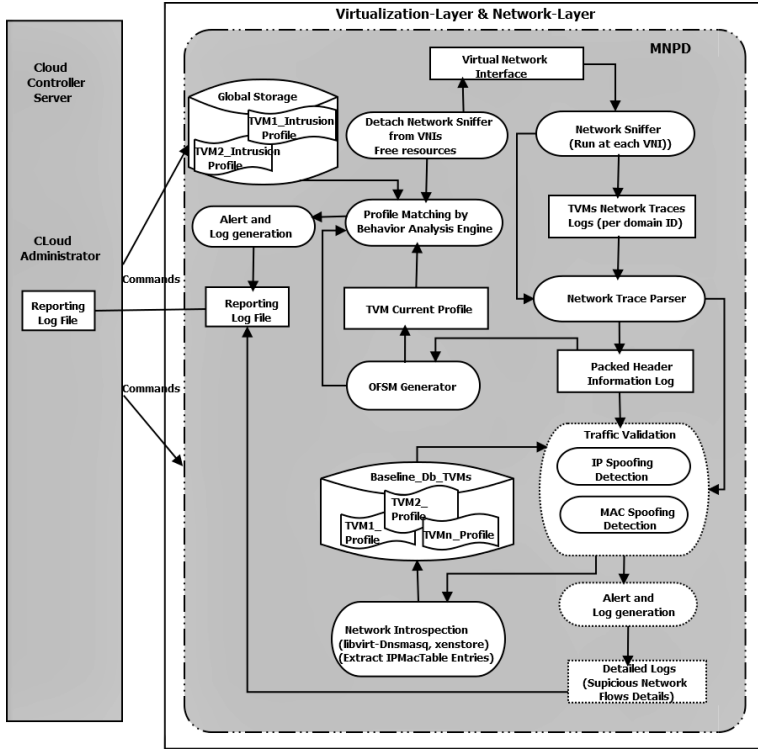 Virtualization-Layer & Network-Layer
MNPD
Cloud
Controller
Server
CLoud
Administrator
Reporting
Log File
Commands
Commands
Global Storage
TVM1_Intrusion
Profile
TVM2_Intrusion
Profile
Virtual Network
Interface
Detach Network Sniffer
from VNIs
Free resources
Network Sniffer
(Run at each VNI))
TVMs Network Traces
Logs (per domain ID)
Alert and
Log generation
Profile Matching by
Behavior Analysis Engine
Reporting
Log File
TVM Current Profile
Network Trace Parser
OFSM Generator
Packed Header
Information Log
Traffic Validation
IP Spoofing
Detection
MAC Spoofing
Detection
Baseline_Db_TVMs
TVM2_
Profile
TVM1_
Profile
TVMn_Profile
Network Introspection
(libvirt-Dnsmasq, xenstore)
(Extract IPMacTable Entries)
Alert and
Log generation
Detailed Logs
(Supicious Network
Flows Details)